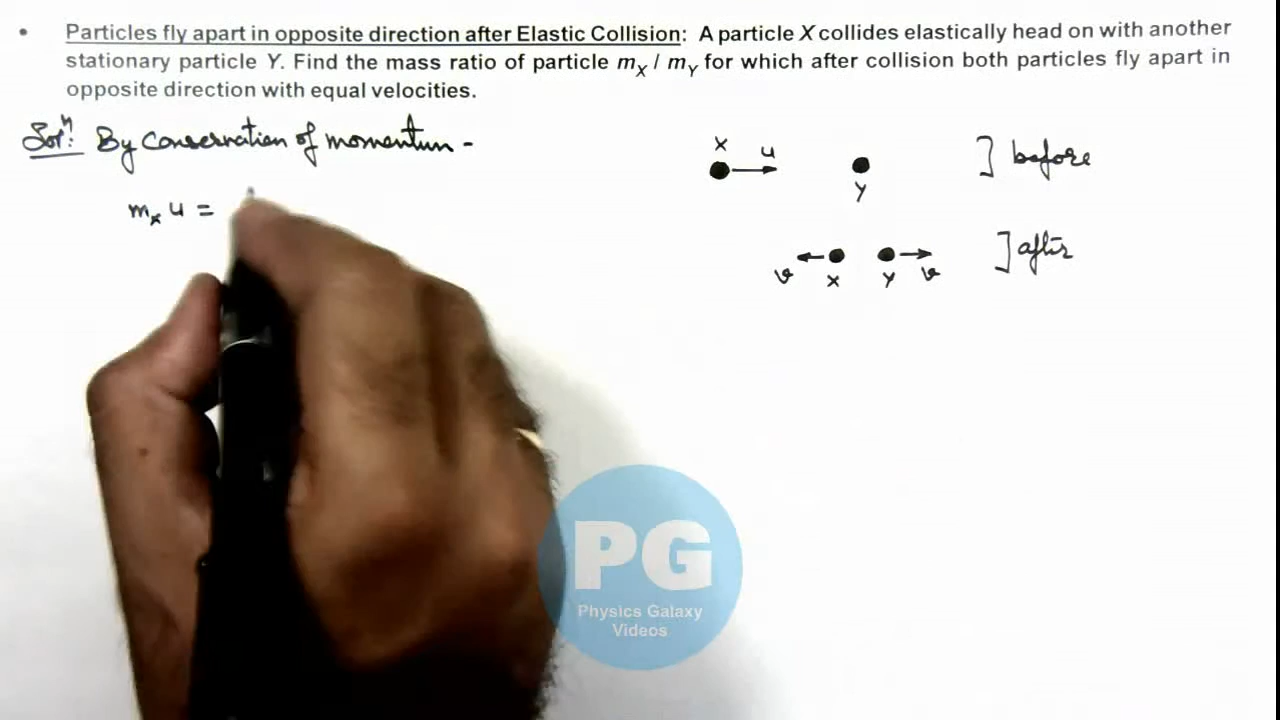 • Particles fly apart in opposite direction after Elastic Collision: A particle X collides elastically head on with another
stationary particle Y. Find the mass ratio of particle mX / mY for which after collision both particles fly apart in
opposite direction with equal velocities.
Solⁿ: By Conservation of momentum -
mx u =
X u ] before
Y
] after
v X Y v
PG
Physics Galaxy
Videos